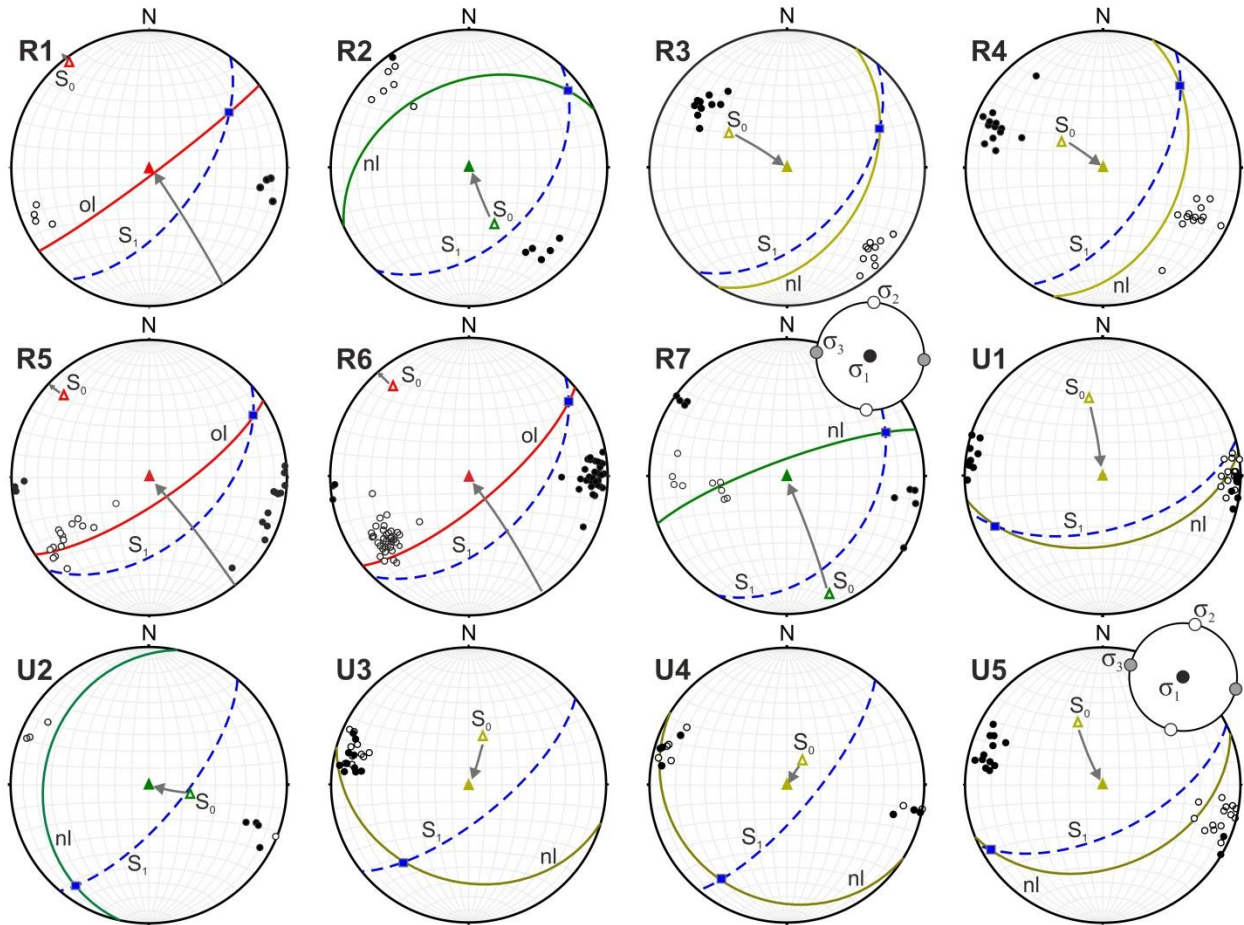 N N N N
R1 R2 R3 R4
S₀ ol S₁
nl S₀ S₁
S₀ S₁ nl
S₀ S₁ nl
N N N N
R5 R6 R7 U1
S₀ ol S₁
S₀ ol S₁
σ₂ σ₃ σ₁ nl S₁ S₀
S₀ S₁ nl
N N N N
U2 U3 U4 U5
S₀ nl S₁
S₀ S₁ nl
S₀ S₁ nl
σ₂ σ₃ σ₁ S₀ S₁ nl